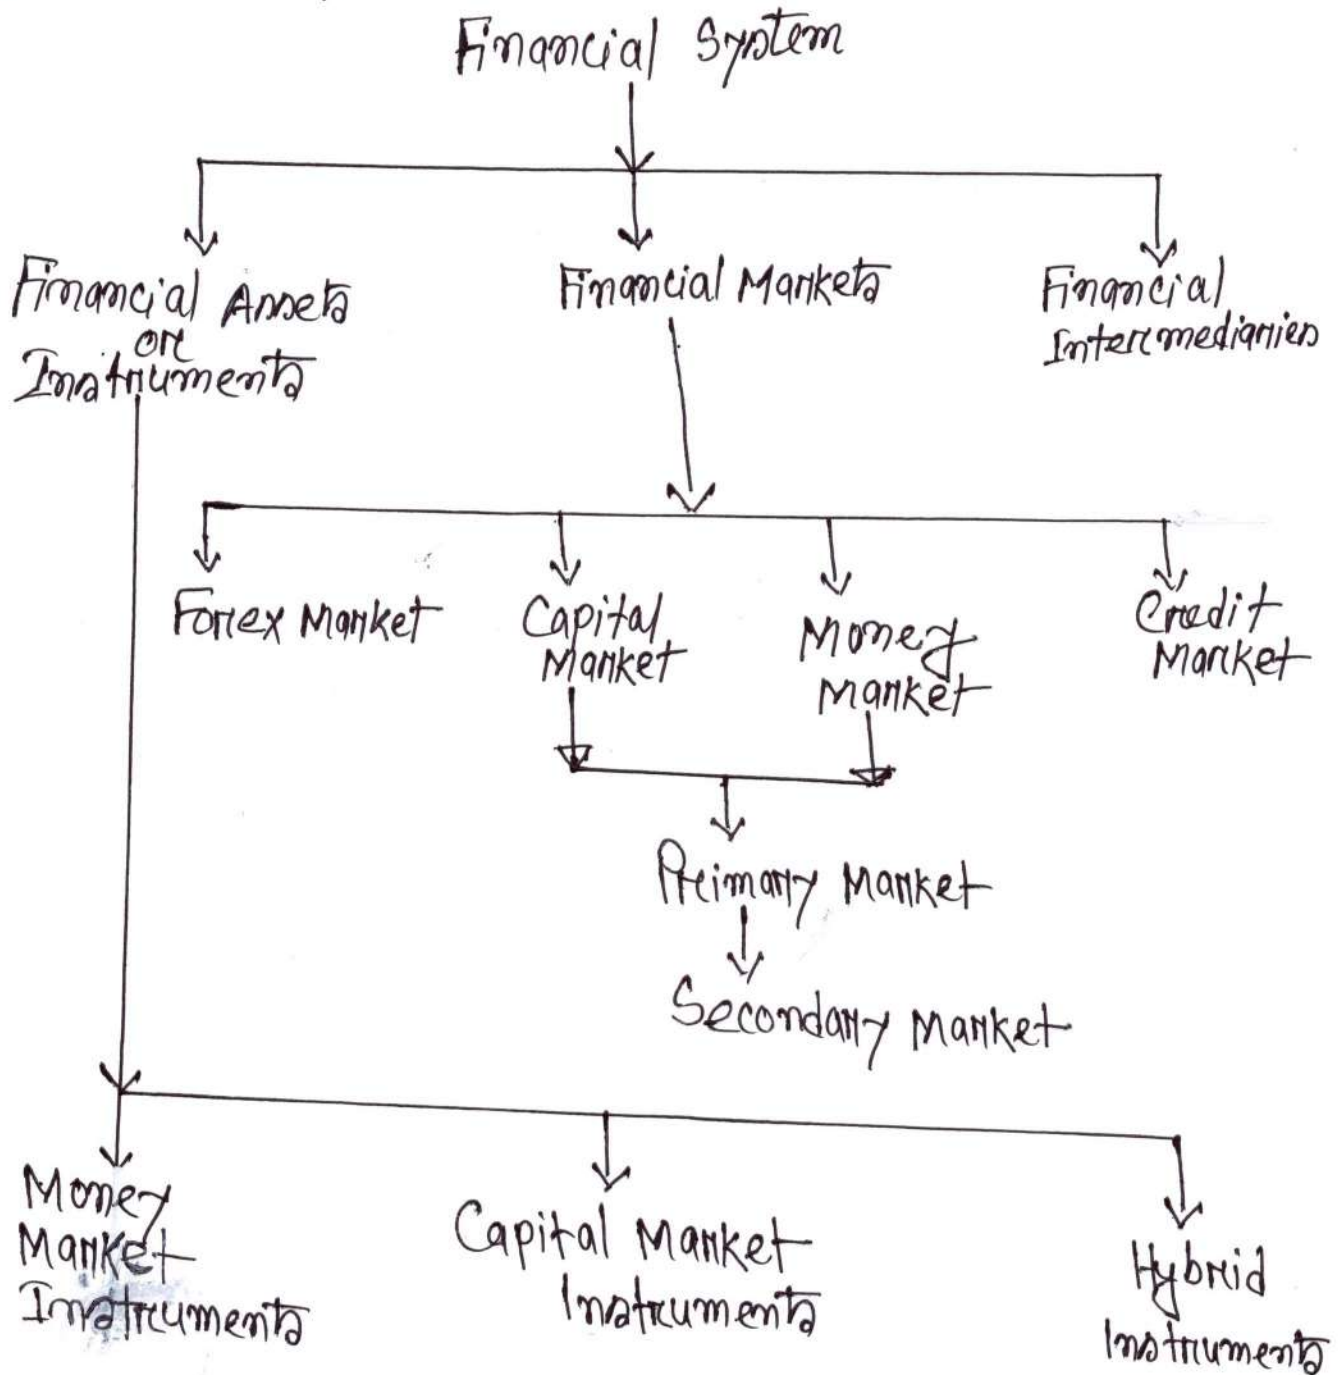 Financial System
Financial Assets
or
Instruments
Financial Markets
Financial
Intermediaries
Forex Market
Capital
Market
Money
Market
Credit
Market
Primary Market
Secondary Market
Money
Market
Instruments
Capital Market
Instruments
Hybrid
Instruments